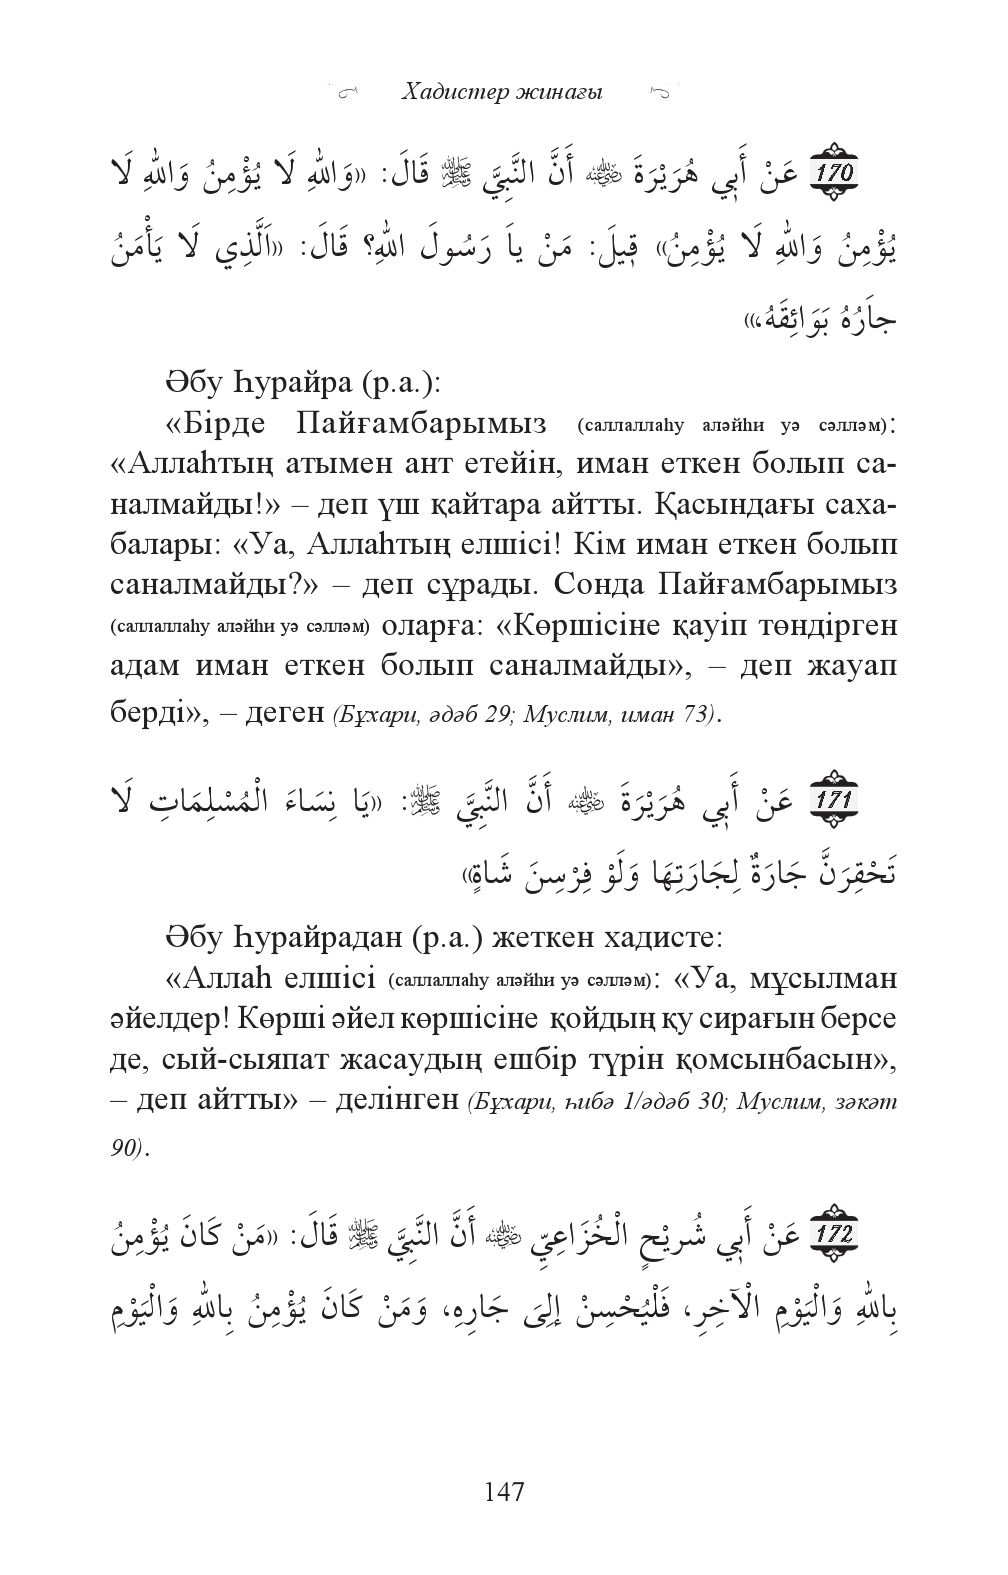 Хадистер жинағы
170 عَنْ أَبِي هُرَيْرَةَ ﷛ أَنَّ النَّبِيَّ ﷺ قَالَ: «وَاللهِ لَا يُؤْمِنُ وَاللهِ لَا
يُؤْمِنُ وَاللهِ لَا يُؤْمِنُ» قِيلَ: مَنْ ياَ رَسُولَ اللهِ؟ قَالَ: «اَلَّذِي لَا يَأْمَنُ
جاَرُهُ بَوَائِقَهُ،»
Әбу Һурайра (р.а.):
«Бірде Пайғамбарымыз (саллаллаһу аләйһи уә сәлләм):
«Аллаһтың атымен ант етейін, иман еткен болып са-
налмайды!» – деп үш қайтара айтты. Қасындағы саха-
балары: «Уа, Аллаһтың елшісі! Кім иман еткен болып
саналмайды?» – деп сұрады. Сонда Пайғамбарымыз
(саллаллаһу аләйһи уә сәлләм) оларға: «Көршісіне қауіп төндірген
адам иман еткен болып саналмайды», – деп жауап
берді», – деген (Бұхари, әдәб 29; Муслим, иман 73).
171 عَنْ أَبِي هُرَيْرَةَ ﷛ أَنَّ النَّبِيَّ ﷺ: «يَا نِسَاءَ الْمُسْلِمَاتِ لَا
تَحْقِرَنَّ جَارَةٌ لِجَارَتِهَا وَلَوْ فِرْسِنَ شَاةٍ»
Әбу Һурайрадан (р.а.) жеткен хадисте:
«Аллаһ елшісі (саллаллаһу аләйһи уә сәлләм): «Уа, мұсылман
әйелдер! Көрші әйел көршісіне қойдың қу сирағын берсе
де, сый-сыяпат жасаудың ешбір түрін қомсынбасын»,
– деп айтты» – делінген (Бұхари, һибә 1/әдәб 30; Муслим, зәкәт
90).
172 عَنْ أَبِي شُرَيْحٍ الْخُزَاعِيِّ ﷛ أَنَّ النَّبِيَّ ﷺ قَالَ: «مَنْ كَانَ يُؤْمِنُ
بِاللهِ وَالْيَوْمِ الْآخِرِ، فَلْيُحْسِنْ إلِىَ جَارِهِ، وَمَنْ كَانَ يُؤْمِنُ بِاللهِ وَالْيَوْمِ
147